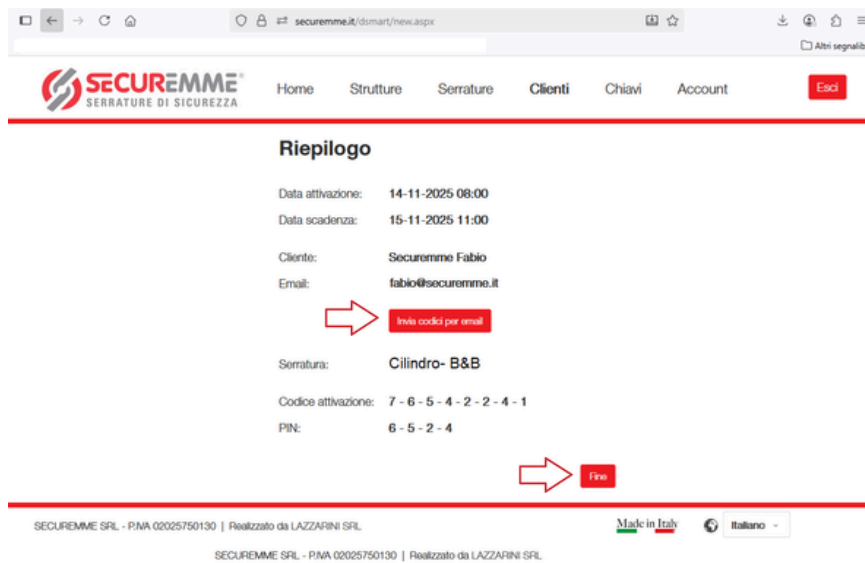 securemme.it/dsmart/new.aspx
Altri segnalib
SECUREMME®
SERRATURE DI SICUREZZA
Home Strutture Serrature Clienti Chiavi Account Esci
Riepilogo
Data attivazione: 14-11-2025 08:00
Data scadenza: 15-11-2025 11:00
Cliente: Securemme Fabio
Email: fabio@securemme.it
Invia codici per email
Serratura: Cilindro- B&B
Codice attivazione: 7 - 6 - 5 - 4 - 2 - 2 - 4 - 1
PIN: 6 - 5 - 2 - 4
Fine
SECUREMME SRL - P.IVA 02025750130 | Realizzato da LAZZARINI SRL Made in Italy Italiano
SECUREMME SRL - P.IVA 02025750130 | Realizzato da LAZZARINI SRL